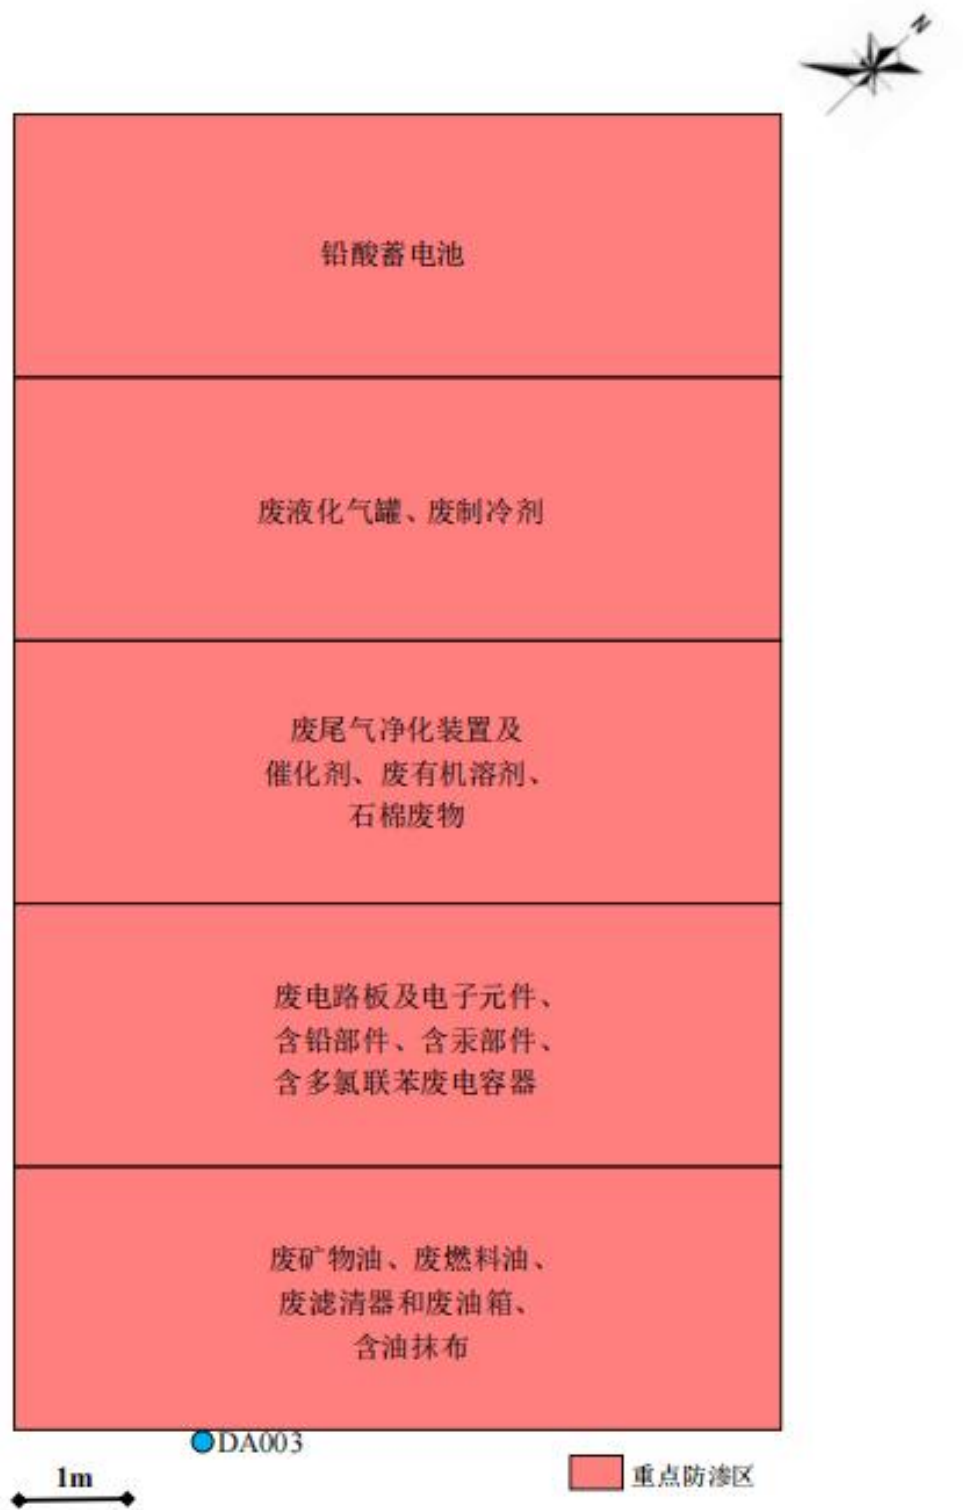 N
铅酸蓄电池
废液化气罐、废制冷剂
废尾气净化装置及
催化剂、废有机溶剂、
石棉废物
废电路板及电子元件、
含铅部件、含汞部件、
含多氯联苯废电容器
废矿物油、废燃料油、
废滤清器和废油箱、
含油抹布
DA003
1m
重点防渗区